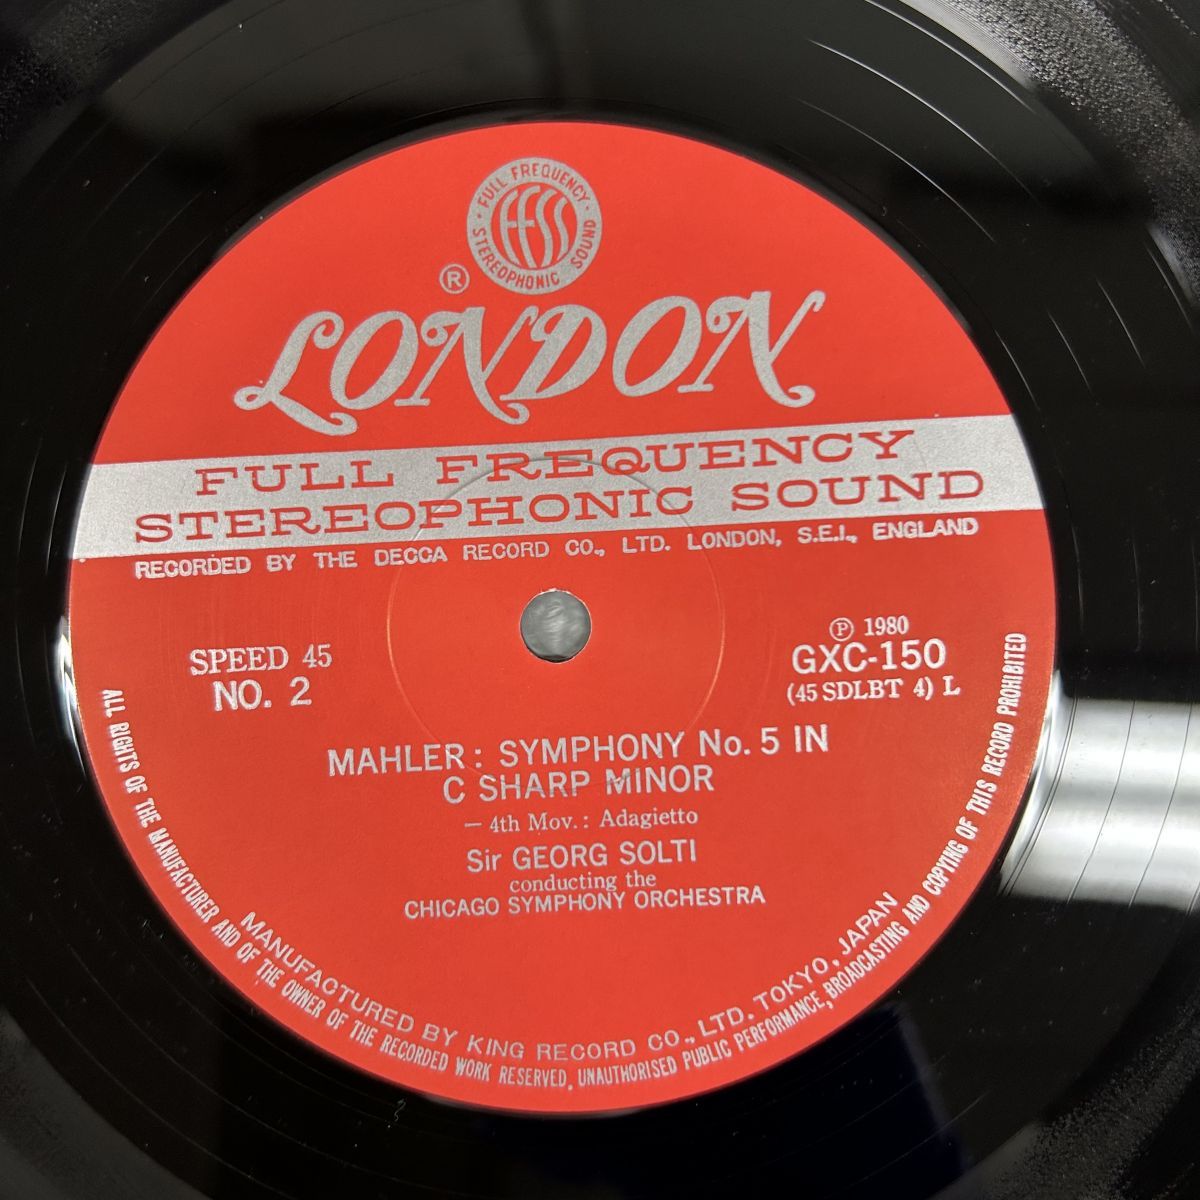 FULL FREQUENCY
FFSS
STEREOPHONIC SOUND
®
LONDON
FULL FREQUENCY
STEREOPHONIC SOUND
RECORDED BY THE DECCA RECORD CO., LTD. LONDON, S.E.I., ENGLAND
SPEED 45
NO. 2
Ⓟ 1980
GXC-150
(45 SDLBT 4) L
MAHLER: SYMPHONY No. 5 IN
C SHARP MINOR
— 4th Mov.: Adagietto
Sir GEORG SOLTI
conducting the
CHICAGO SYMPHONY ORCHESTRA
MANUFACTURED BY KING RECORD CO., LTD. TOKYO, JAPAN
ALL RIGHTS OF THE MANUFACTURER AND OF THE OWNER OF THE RECORDED WORK RESERVED, UNAUTHORISED PUBLIC PERFORMANCE, BROADCASTING AND COPYING OF THIS RECORD PROHIBITED